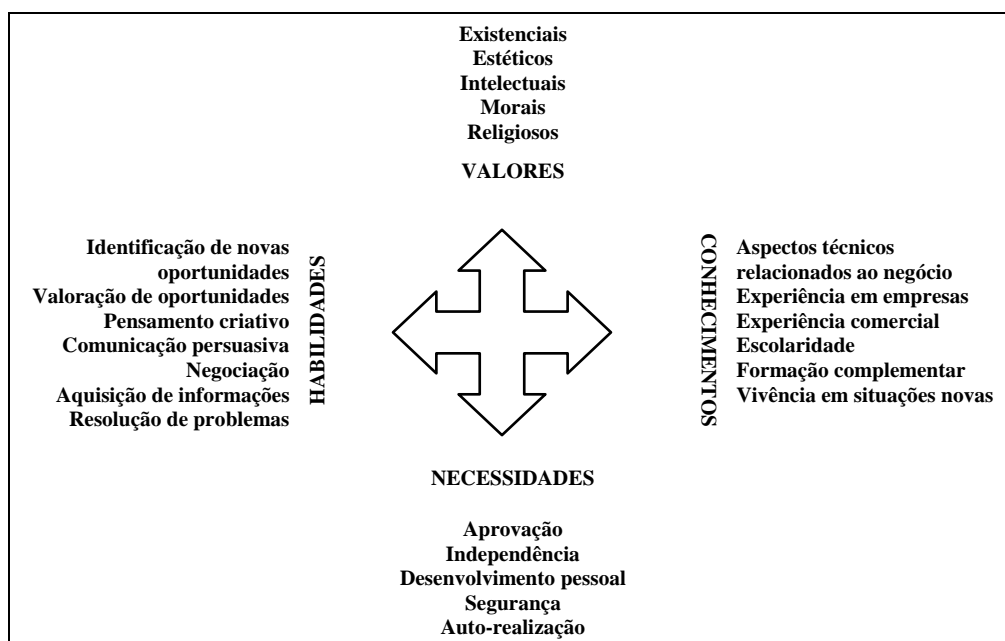 Existenciais
Estéticos
Intelectuais
Morais
Religiosos
VALORES
Identificação de novas
oportunidades
Valoração de oportunidades
Pensamento criativo
Comunicação persuasiva
Negociação
Aquisição de informações
Resolução de problemas
HABILIDADES
CONHECIMENTOS
Aspectos técnicos
relacionados ao negócio
Experiência em empresas
Experiência comercial
Escolaridade
Formação complementar
Vivência em situações novas
NECESSIDADES
Aprovação
Independência
Desenvolvimento pessoal
Segurança
Auto-realização